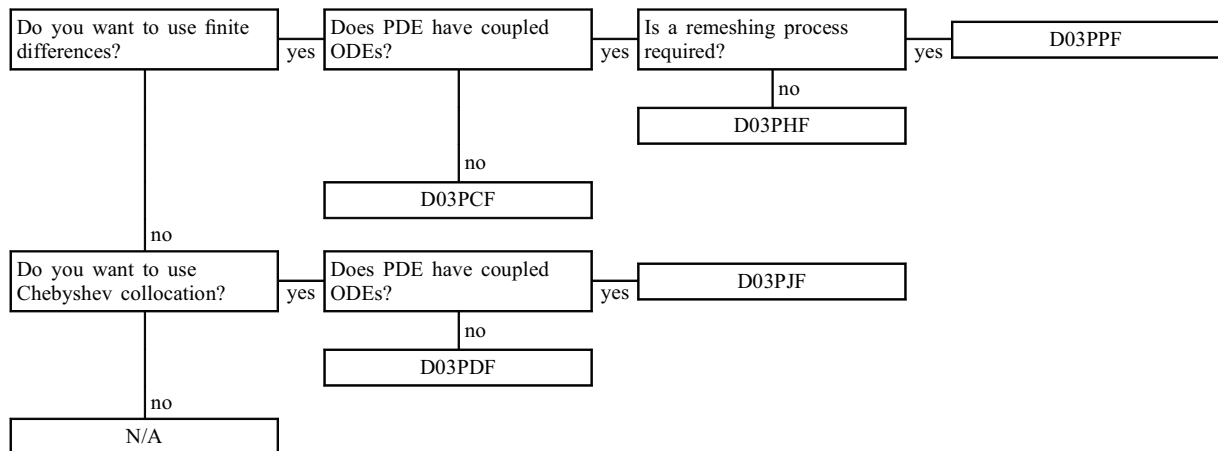 Do you want to use finite
differences?
yes
Does PDE have coupled
ODEs?
yes
Is a remeshing process
required?
yes
D03PPF
no
D03PHF
no
D03PCF
no
Do you want to use
Chebyshev collocation?
yes
Does PDE have coupled
ODEs?
yes
D03PJF
no
D03PDF
no
N/A